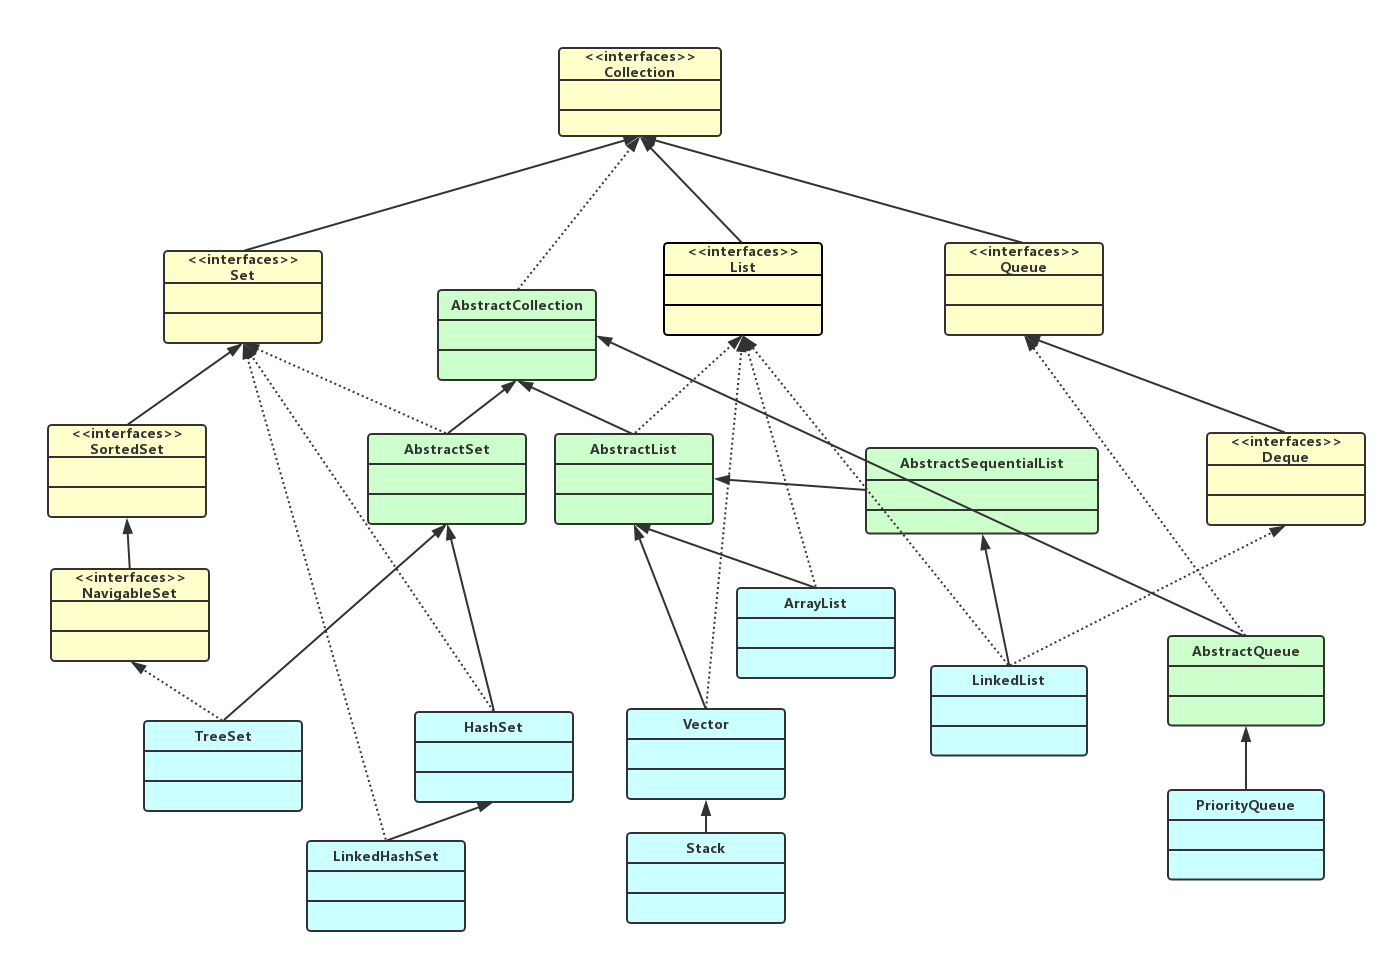 <<interfaces>>
Collection
<<interfaces>>
Set
AbstractCollection
<<interfaces>>
List
<<interfaces>>
Queue
<<interfaces>>
SortedSet
AbstractSet
AbstractList
AbstractSequentialList
<<interfaces>>
Deque
<<interfaces>>
NavigableSet
ArrayList
LinkedList
AbstractQueue
TreeSet
HashSet
Vector
PriorityQueue
LinkedHashSet
Stack